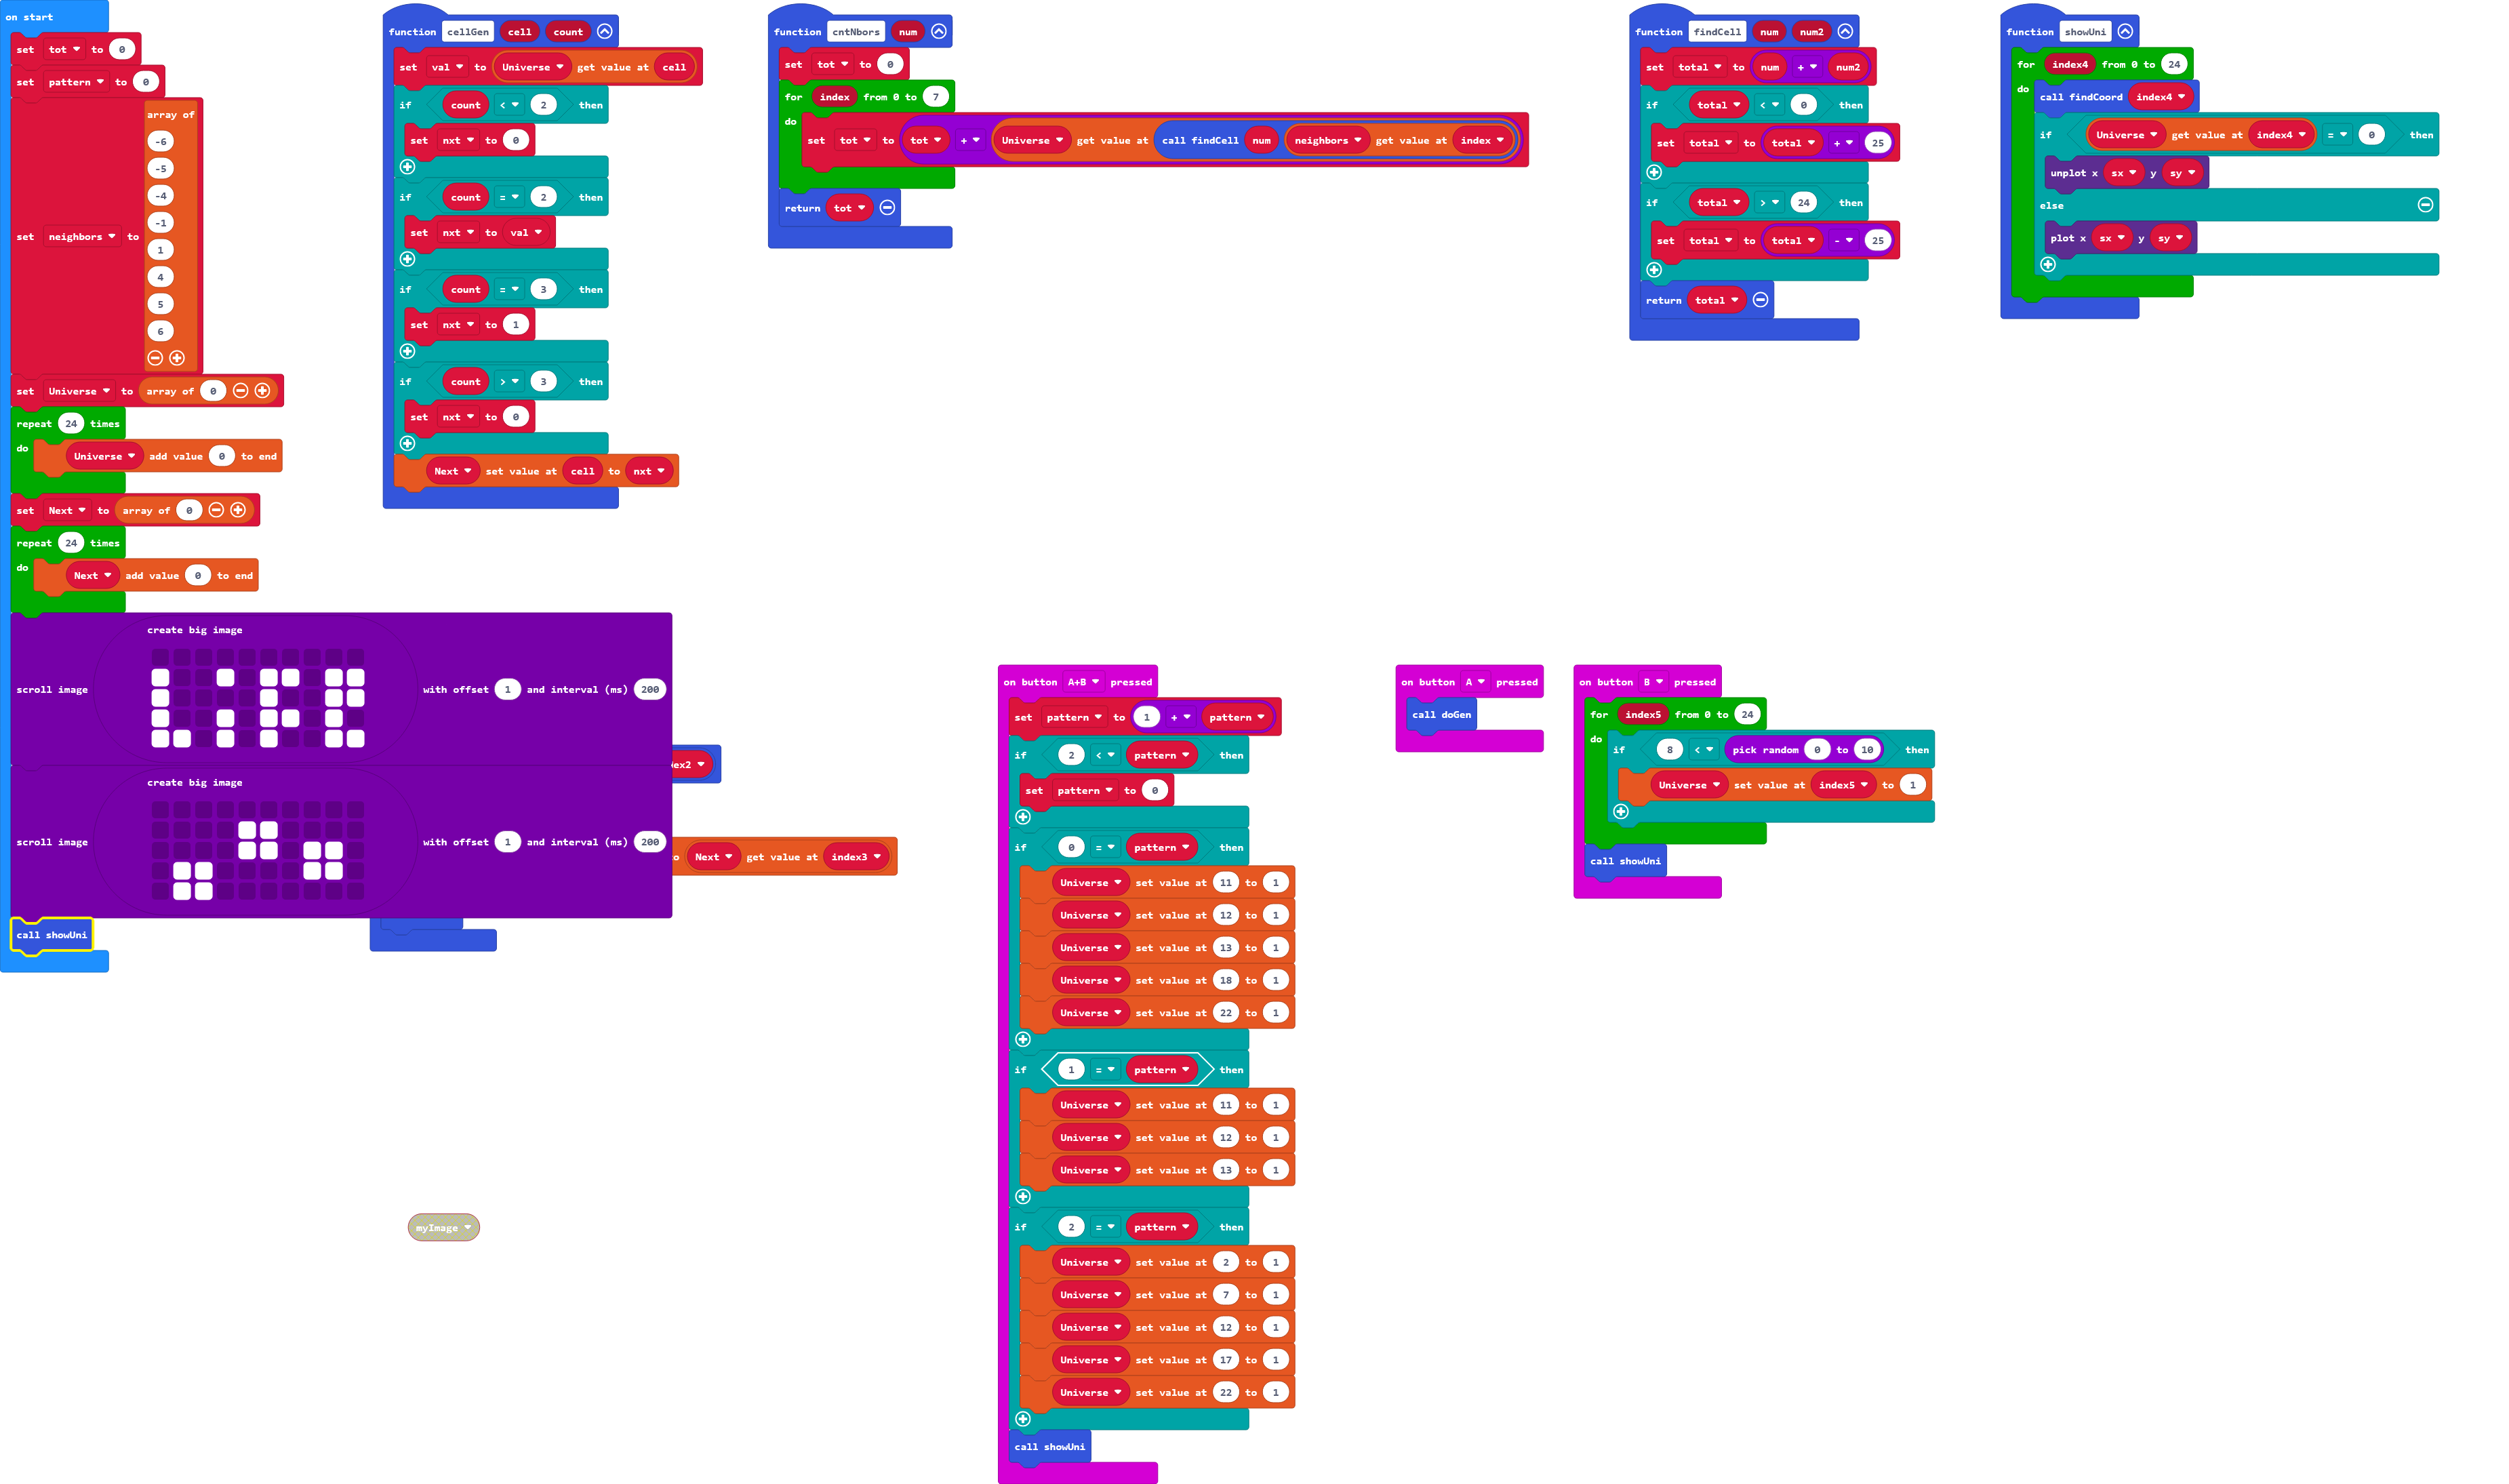 on start
set tot to 0
set pattern to 0
set neighbors to array of
-6
-5
-4
-1
1
4
5
6
set Universe to array of 0
repeat 24 times
do Universe add value 0 to end
set Next to array of 0
repeat 24 times
do Next add value 0 to end
scroll image create big image with offset 1 and interval (ms) 200
scroll image create big image with offset 1 and interval (ms) 200
call showUni
function cellGen cell count
set val to Universe get value at cell
if count < 2 then
set nxt to 0
if count = 2 then
set nxt to val
if count = 3 then
set nxt to 1
if count > 3 then
set nxt to 0
Next set value at cell to nxt
function cntNbors num
set tot to 0
for index from 0 to 7
do set tot to tot + Universe get value at call findCell num neighbors get value at index
return tot
function findCell num num2
set total to num + num2
if total < 0 then
set total to total + 25
if total > 24 then
set total to total - 25
return total
function showUni
for index4 from 0 to 24
do call findCoord index4
if Universe get value at index4 = 0 then
unplot x sx y sy
else
plot x sx y sy
Next get value at index3
myImage
on button A+B pressed
set pattern to 1 + pattern
if 2 < pattern then
set pattern to 0
if 0 = pattern then
Universe set value at 11 to 1
Universe set value at 12 to 1
Universe set value at 13 to 1
Universe set value at 18 to 1
Universe set value at 22 to 1
if 1 = pattern then
Universe set value at 11 to 1
Universe set value at 12 to 1
Universe set value at 13 to 1
if 2 = pattern then
Universe set value at 2 to 1
Universe set value at 7 to 1
Universe set value at 12 to 1
Universe set value at 17 to 1
Universe set value at 22 to 1
call showUni
on button A pressed
call doGen
on button B pressed
for index5 from 0 to 24
do if 8 < pick random 0 to 10 then
Universe set value at index5 to 1
call showUni